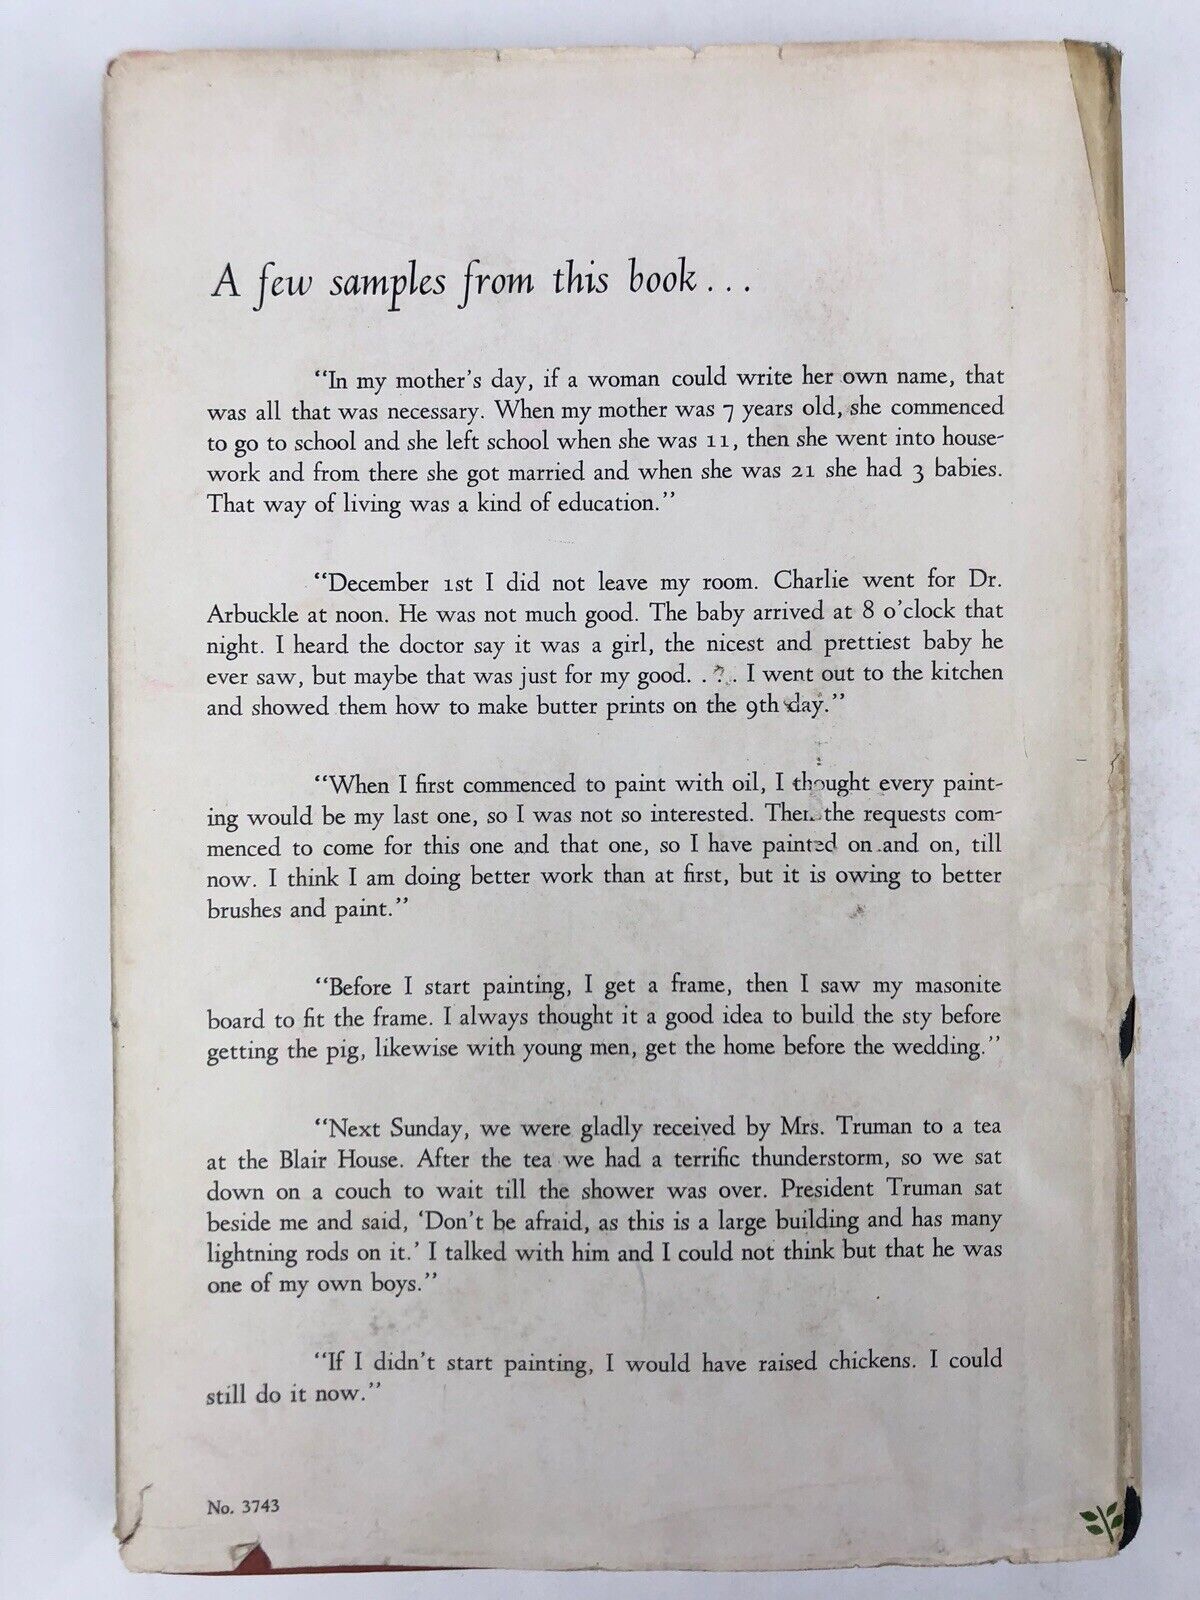 A few samples from this book...
“In my mother’s day, if a woman could write her own name, that
was all that was necessary. When my mother was 7 years old, she commenced
to go to school and she left school when she was 11, then she went into house-
work and from there she got married and when she was 21 she had 3 babies.
That way of living was a kind of education.”
“December 1st I did not leave my room. Charlie went for Dr.
Arbuckle at noon. He was not much good. The baby arrived at 8 o’clock that
night. I heard the doctor say it was a girl, the nicest and prettiest baby he
ever saw, but maybe that was just for my good. . . . I went out to the kitchen
and showed them how to make butter prints on the 9th day.”
“When I first commenced to paint with oil, I thought every paint-
ing would be my last one, so I was not so interested. Then the requests com-
menced to come for this one and that one, so I have painted on and on, till
now. I think I am doing better work than at first, but it is owing to better
brushes and paint.”
“Before I start painting, I get a frame, then I saw my masonite
board to fit the frame. I always thought it a good idea to build the sty before
getting the pig, likewise with young men, get the home before the wedding.”
“Next Sunday, we were gladly received by Mrs. Truman to a tea
at the Blair House. After the tea we had a terrific thunderstorm, so we sat
down on a couch to wait till the shower was over. President Truman sat
beside me and said, ‘Don’t be afraid, as this is a large building and has many
lightning rods on it.’ I talked with him and I could not think but that he was
one of my own boys.”
“If I didn’t start painting, I would have raised chickens. I could
still do it now.”
No. 3743